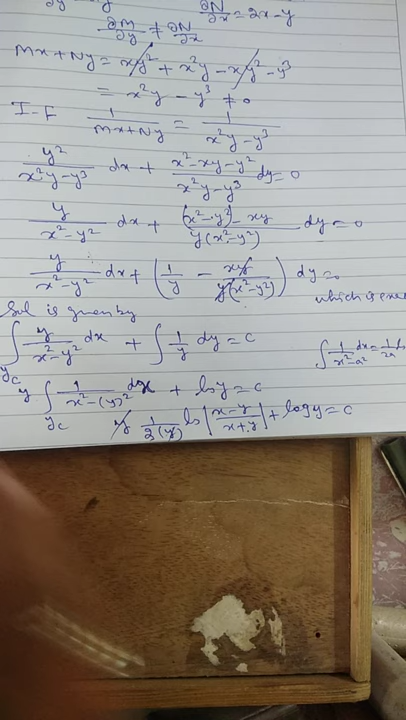 ∂M/∂y ≠ ∂N/∂x    ∂N/∂x = 2x-y
Mx+Ny = xy² + x²y - xy² - y³
= x²y - y³ ≠ 0
I-F 1/(Mx+Ny) = 1/(x²y-y³)
y²/(x²y-y³) dx + (x²-xy-y²)/(x²y-y³) dy=0
y/(x²-y²) dx + ((x²-y²)-xy)/(y(x²-y²)) dy=0
y/(x²-y²) dx + (1/y - xy/(y(x²-y²))) dy=0
which is
Sol is given by
∫yc y/(x²-y²) dx + ∫ 1/y dy = c    ∫ 1/(x²-a²) dx = 1/2a
y ∫yc 1/(x²-(y)²) dx + log y = c
y 1/2(y) log |(x-y)/(x+y)| + log y = c